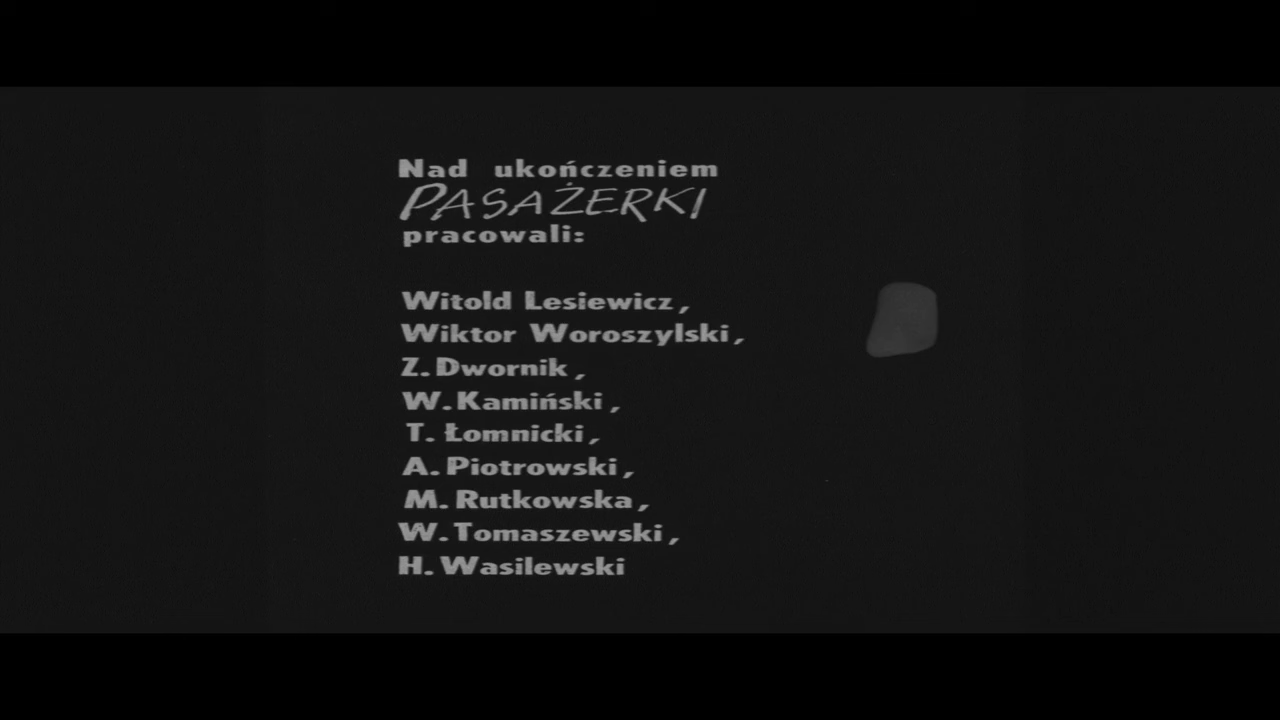 Nad ukończeniem
PASAŻERKI
pracowali:
Witold Lesiewicz,
Wiktor Woroszylski,
Z. Dwornik,
W. Kamiński,
T. Łomnicki,
A. Piotrowski,
M. Rutkowska,
W. Tomaszewski,
H. Wasilewski